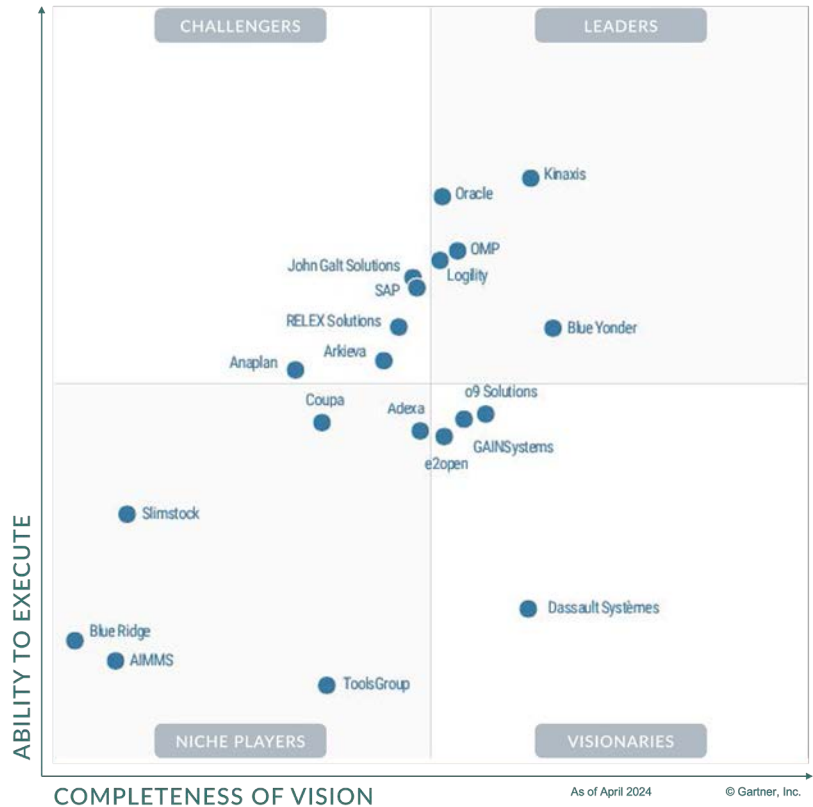 CHALLENGERS
LEADERS
Kinaxis
Oracle
OMP
John Galt Solutions
Logility
SAP
RELEX Solutions
Blue Yonder
Arkieva
Anaplan
o9 Solutions
Coupa
Adexa
GAINSystems
e2open
Slimstock
Dassault Systèmes
Blue Ridge
AIMMS
ToolsGroup
NICHE PLAYERS
VISIONARIES
ABILITY TO EXECUTE
COMPLETENESS OF VISION
As of April 2024
© Gartner, Inc.